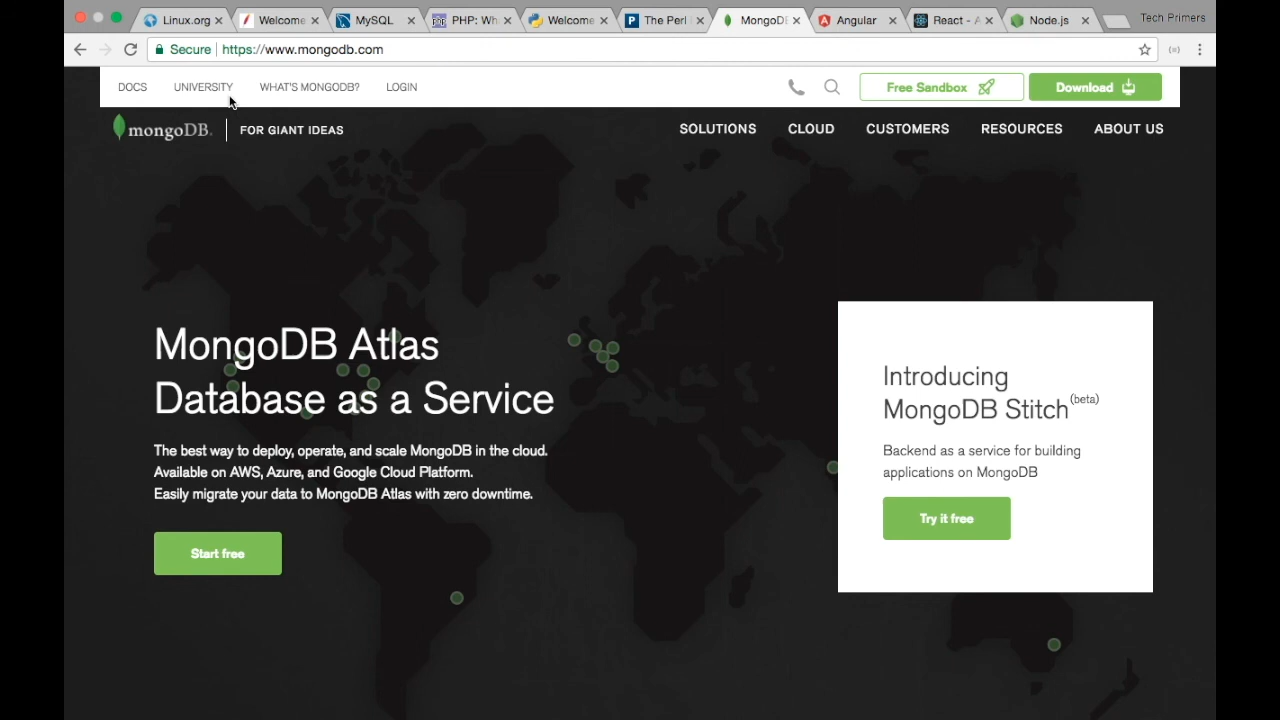 Linux.org
Welcome
MySQL
PHP: Wh
Welcome
The Perl
MongoDB
Angular
React - A
Node.js
Tech Primers
Secure https://www.mongodb.com
DOCS UNIVERSITY WHAT'S MONGODB? LOGIN Free Sandbox Download
mongoDB. FOR GIANT IDEAS SOLUTIONS CLOUD CUSTOMERS RESOURCES ABOUT US
MongoDB Atlas
Database as a Service
The best way to deploy, operate, and scale MongoDB in the cloud.
Available on AWS, Azure, and Google Cloud Platform.
Easily migrate your data to MongoDB Atlas with zero downtime.
Start free
Introducing
MongoDB Stitch (beta)
Backend as a service for building
applications on MongoDB
Try it free